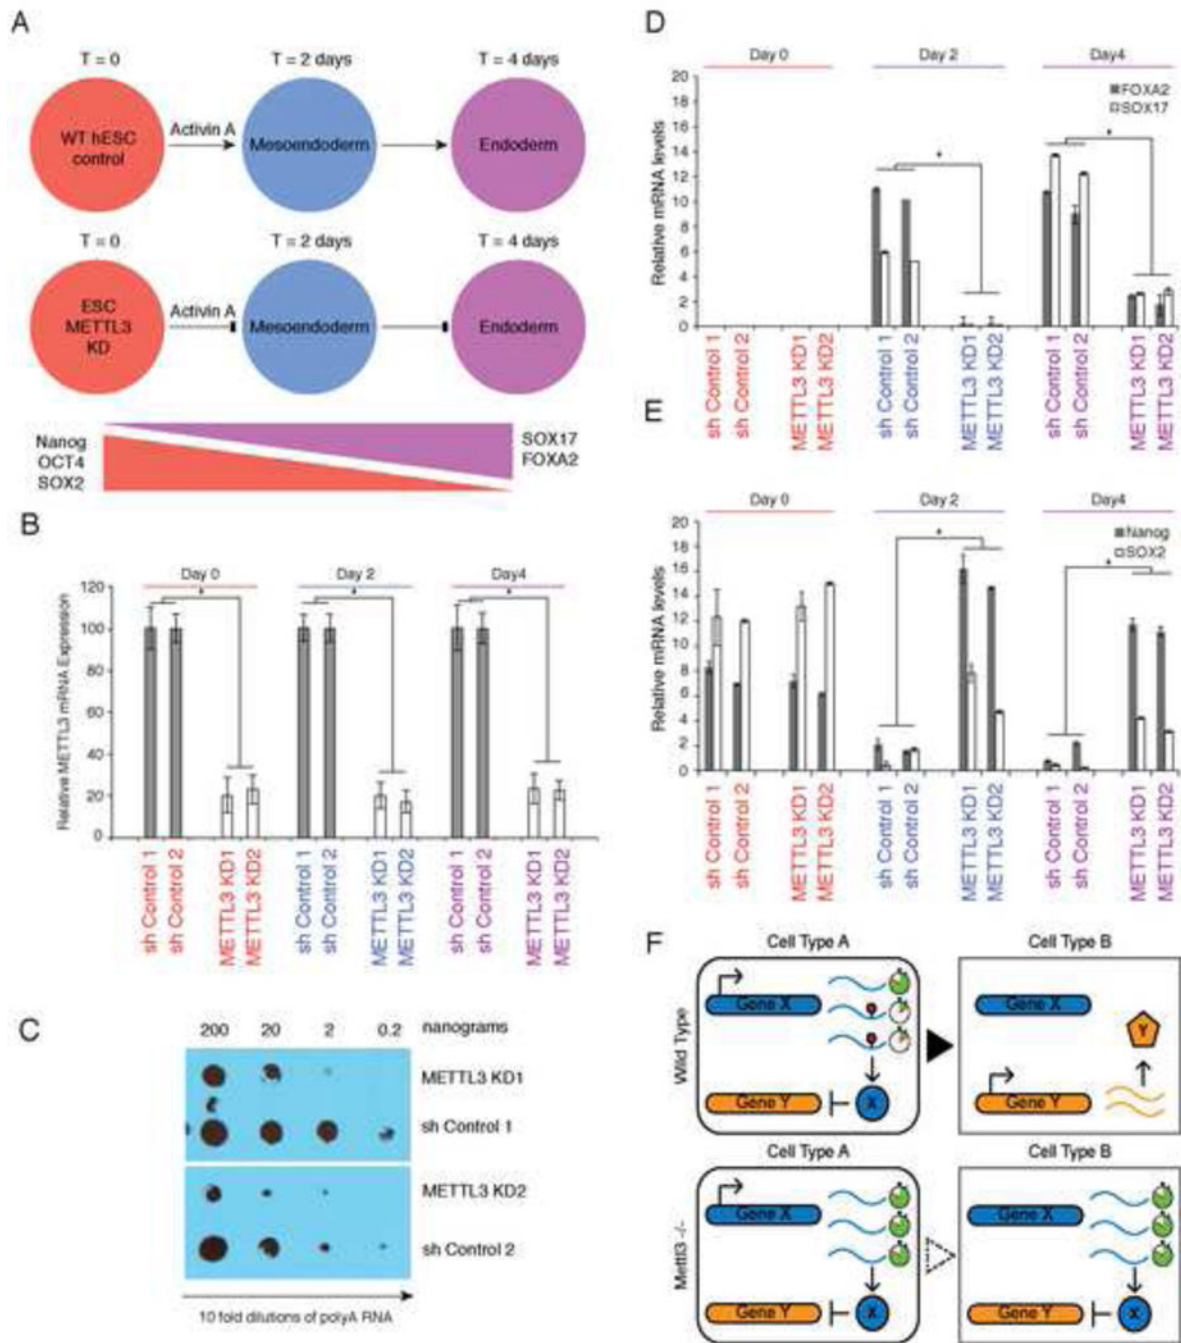 A
T = 0
T = 2 days
T = 4 days
WT hESC
control
Activin A
Mesoendoderm
Endoderm
T = 0
T = 2 days
T = 4 days
ESC
METTL3
KD
Activin A
Mesoendoderm
Endoderm
Nanog
OCT4
SOX2
SOX17
FOXA2
B
Relative METTL3 mRNA Expression
120
100
80
60
40
20
0
Day 0
Day 2
Day4
*
*
*
sh Control 1
sh Control 2
METTL3 KD1
METTL3 KD2
sh Control 1
sh Control 2
METTL3 KD1
METTL3 KD2
sh Control 1
sh Control 2
METTL3 KD1
METTL3 KD2
C
200 20 2 0.2 nanograms
METTL3 KD1
sh Control 1
METTL3 KD2
sh Control 2
10 fold dilutions of polyA RNA
D
Day 0
Day 2
Day4
Relative mRNA levels
20
18
16
14
12
10
8
6
4
2
0
FOXA2
SOX17
*
*
sh Control 1
sh Control 2
METTL3 KD1
METTL3 KD2
sh Control 1
sh Control 2
METTL3 KD1
METTL3 KD2
sh Control 1
sh Control 2
METTL3 KD1
METTL3 KD2
E
Day 0
Day 2
Day4
Relative mRNA levels
20
18
16
14
12
10
8
6
4
2
0
Nanog
SOX2
*
*
sh Control 1
sh Control 2
METTL3 KD1
METTL3 KD2
sh Control 1
sh Control 2
METTL3 KD1
METTL3 KD2
sh Control 1
sh Control 2
METTL3 KD1
METTL3 KD2
F
Cell Type A
Cell Type B
Wild Type
Gene X
Gene Y
X
Gene X
Y
Gene Y
Cell Type A
Cell Type B
Mettl3 -/-
Gene X
Gene Y
X
Gene X
Gene Y
X